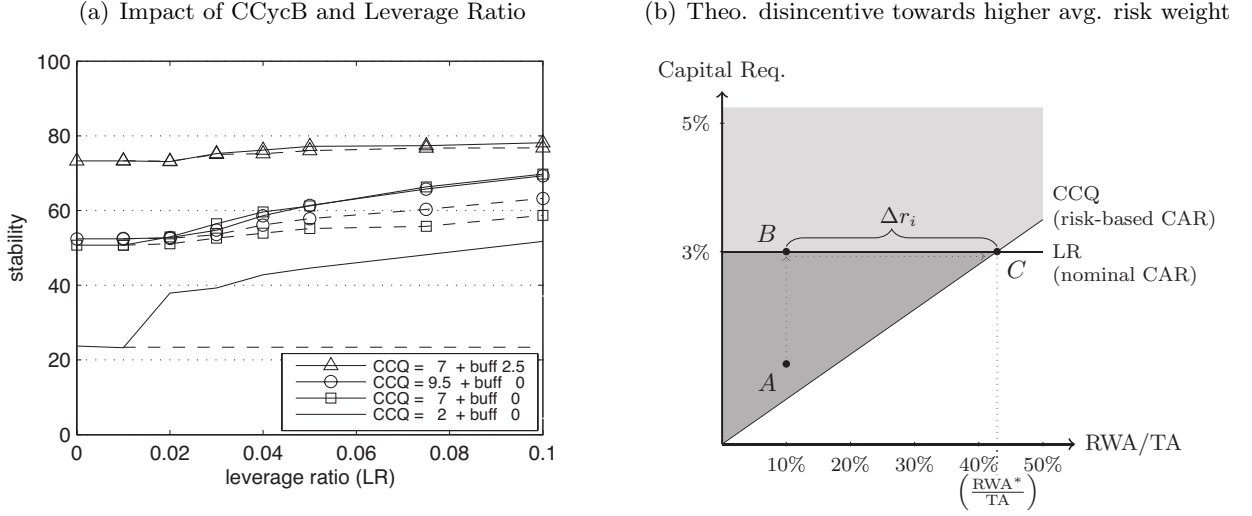 (a) Impact of CCycB and Leverage Ratio
100
80
60
40
20
0
stability
0
0.02
0.04
0.06
0.08
0.1
leverage ratio (LR)
CCQ = 7 + buff 2.5
CCQ = 9.5 + buff 0
CCQ = 7 + buff 0
CCQ = 2 + buff 0
(b) Theo. disincentive towards higher avg. risk weight
Capital Req.
5%
3%
CCQ
(risk-based CAR)
LR
(nominal CAR)
Δr_i
B
C
A
RWA/TA
10%
20%
30%
40%
50%
(RWA*/TA)